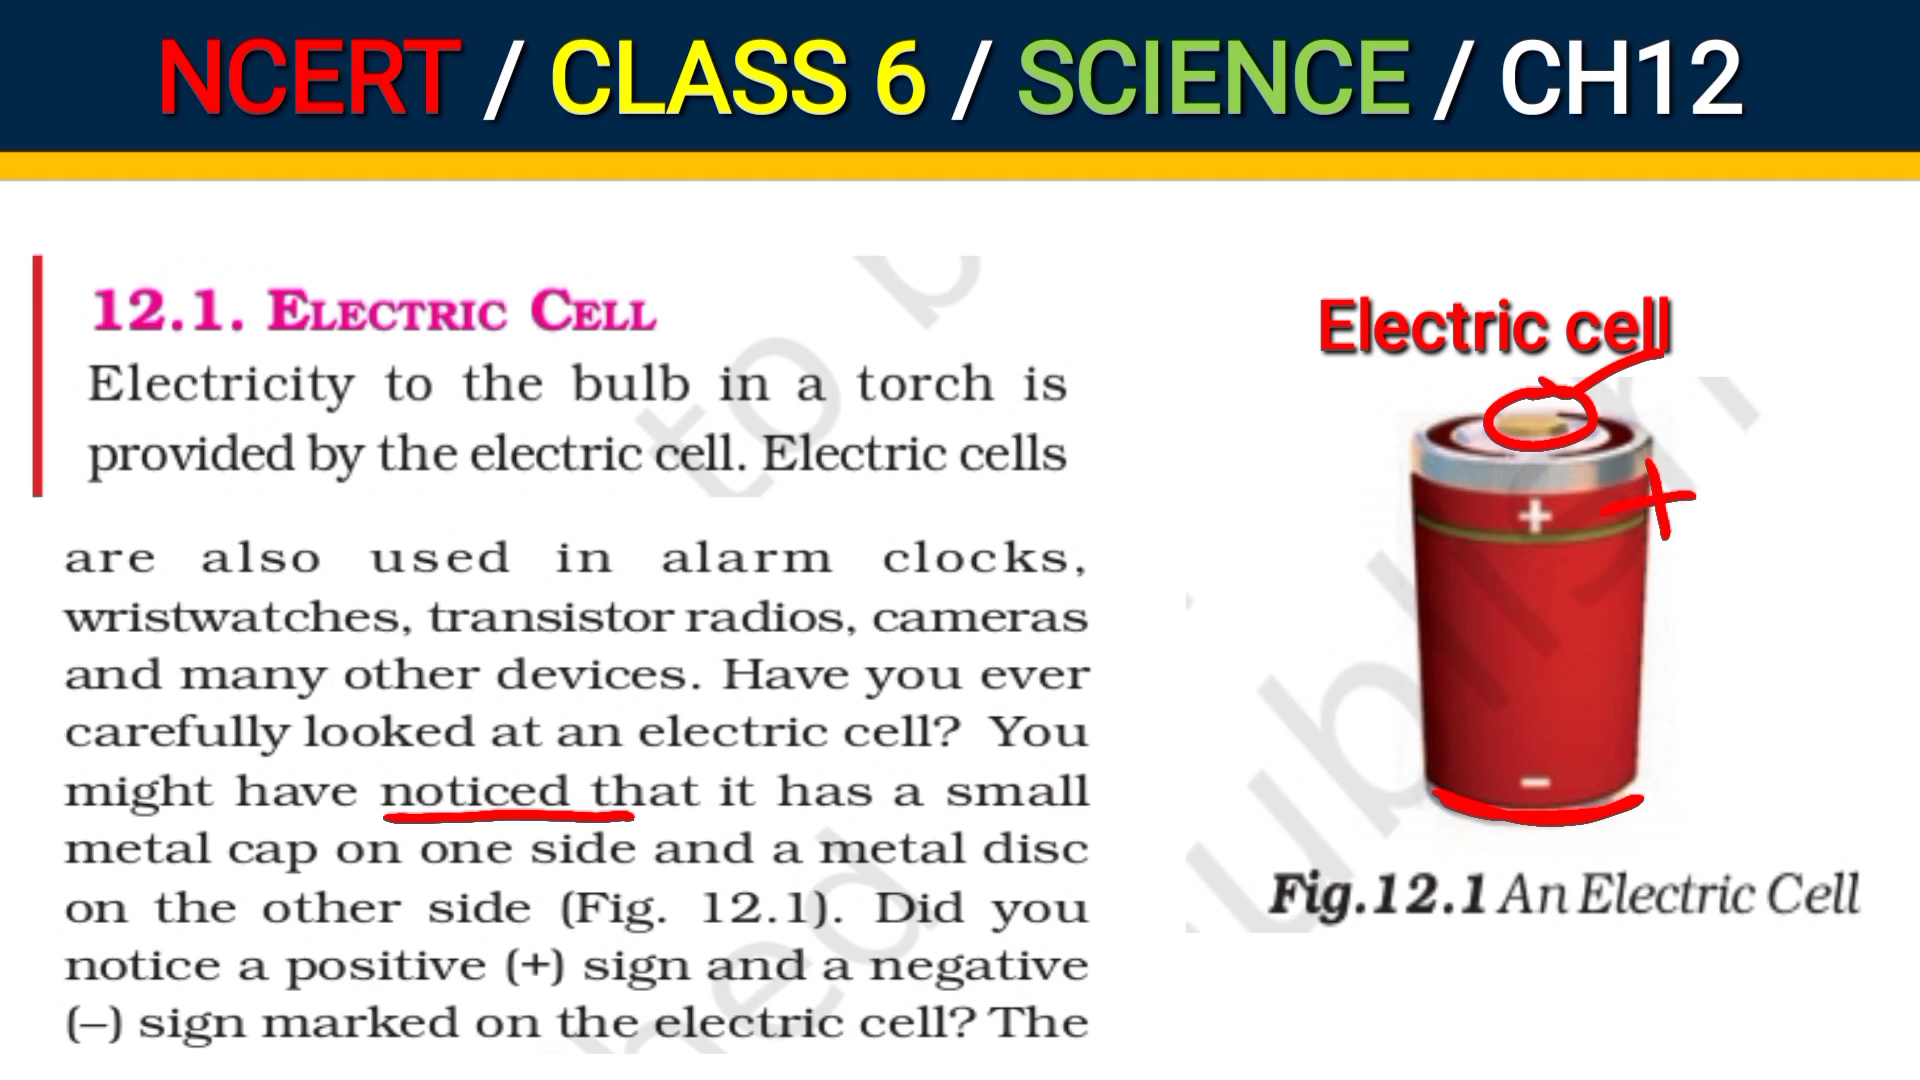 NCERT / CLASS 6 / SCIENCE / CH12
12.1. ELECTRIC CELL
Electricity to the bulb in a torch is
provided by the electric cell. Electric cells
are also used in alarm clocks,
wristwatches, transistor radios, cameras
and many other devices. Have you ever
carefully looked at an electric cell? You
might have noticed that it has a small
metal cap on one side and a metal disc
on the other side (Fig. 12.1). Did you
notice a positive (+) sign and a negative
(–) sign marked on the electric cell? The
Electric cell
+
+
–
Fig.12.1 An Electric Cell
to b
hed
ublish